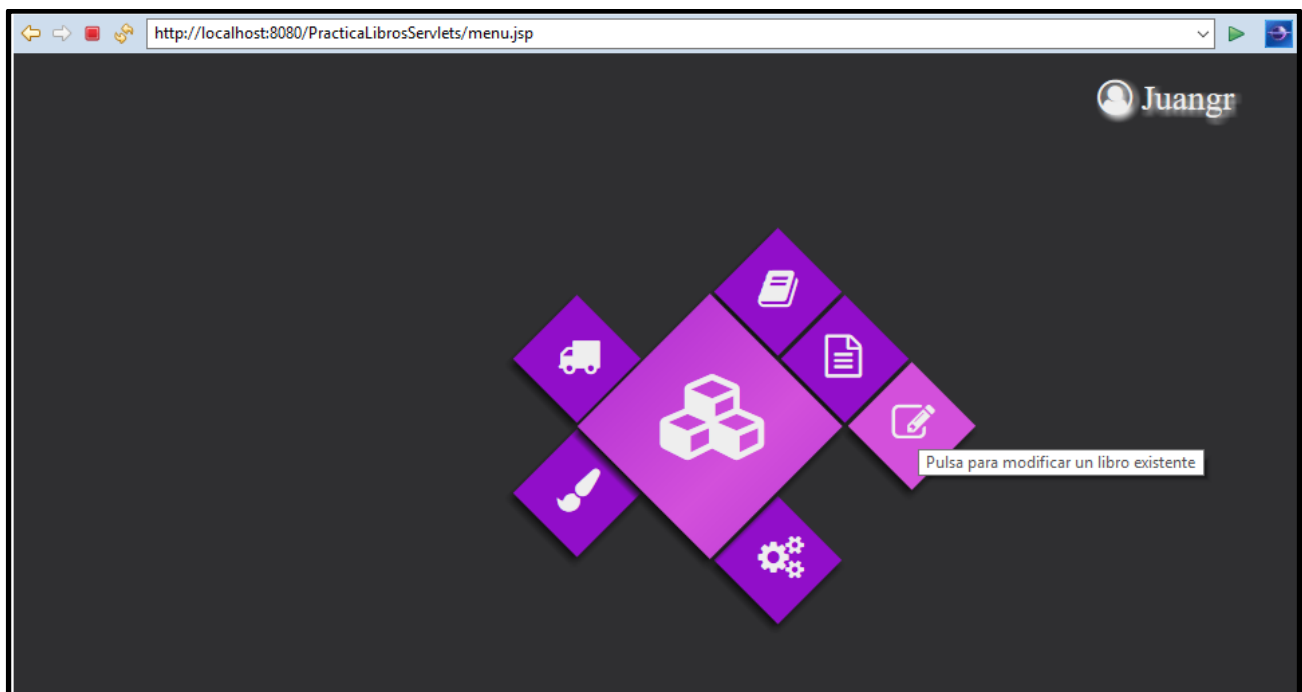 http://localhost:8080/PracticaLibrosServlets/menu.jsp
Juangr
Pulsa para modificar un libro existente